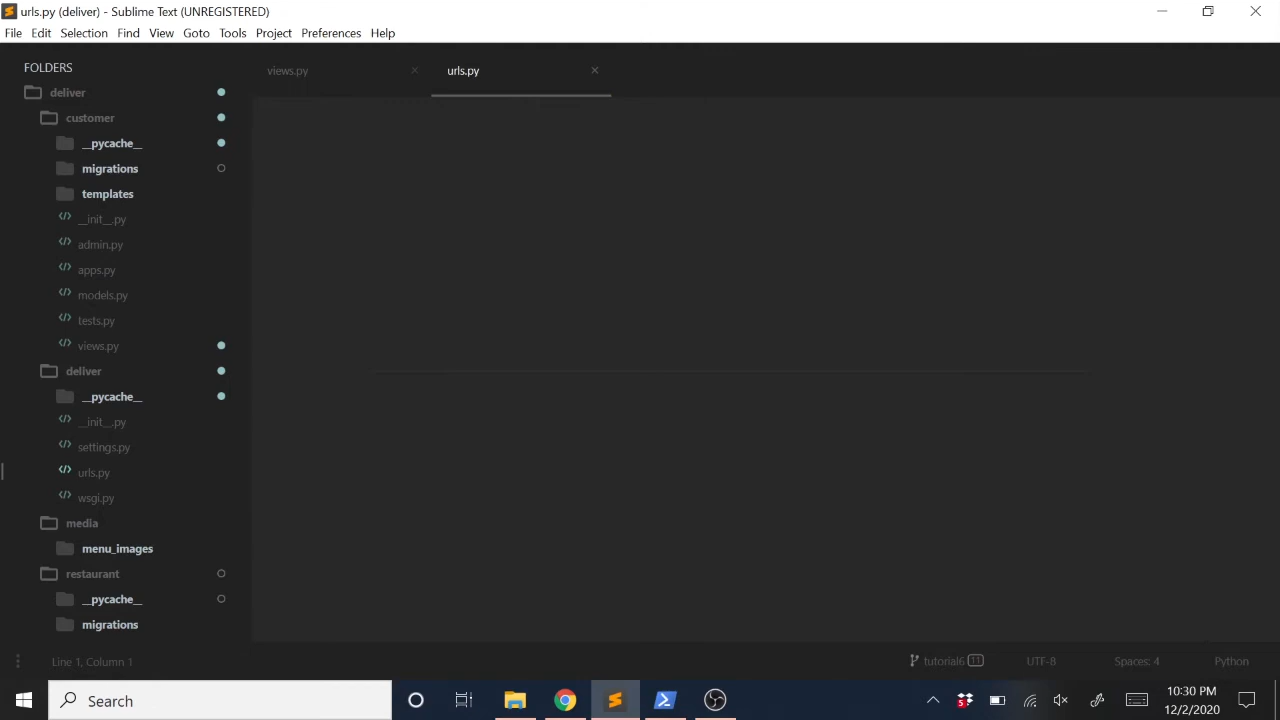 urls.py (deliver) - Sublime Text (UNREGISTERED)
File Edit Selection Find View Goto Tools Project Preferences Help
FOLDERS
deliver
customer
__pycache__
migrations
templates
__init__.py
admin.py
apps.py
models.py
tests.py
views.py
deliver
__pycache__
__init__.py
settings.py
urls.py
wsgi.py
media
menu_images
restaurant
__pycache__
migrations
views.py
urls.py
Line 1, Column 1
tutorial6 11
UTF-8
Spaces: 4
Python
Search
10:30 PM
12/2/2020